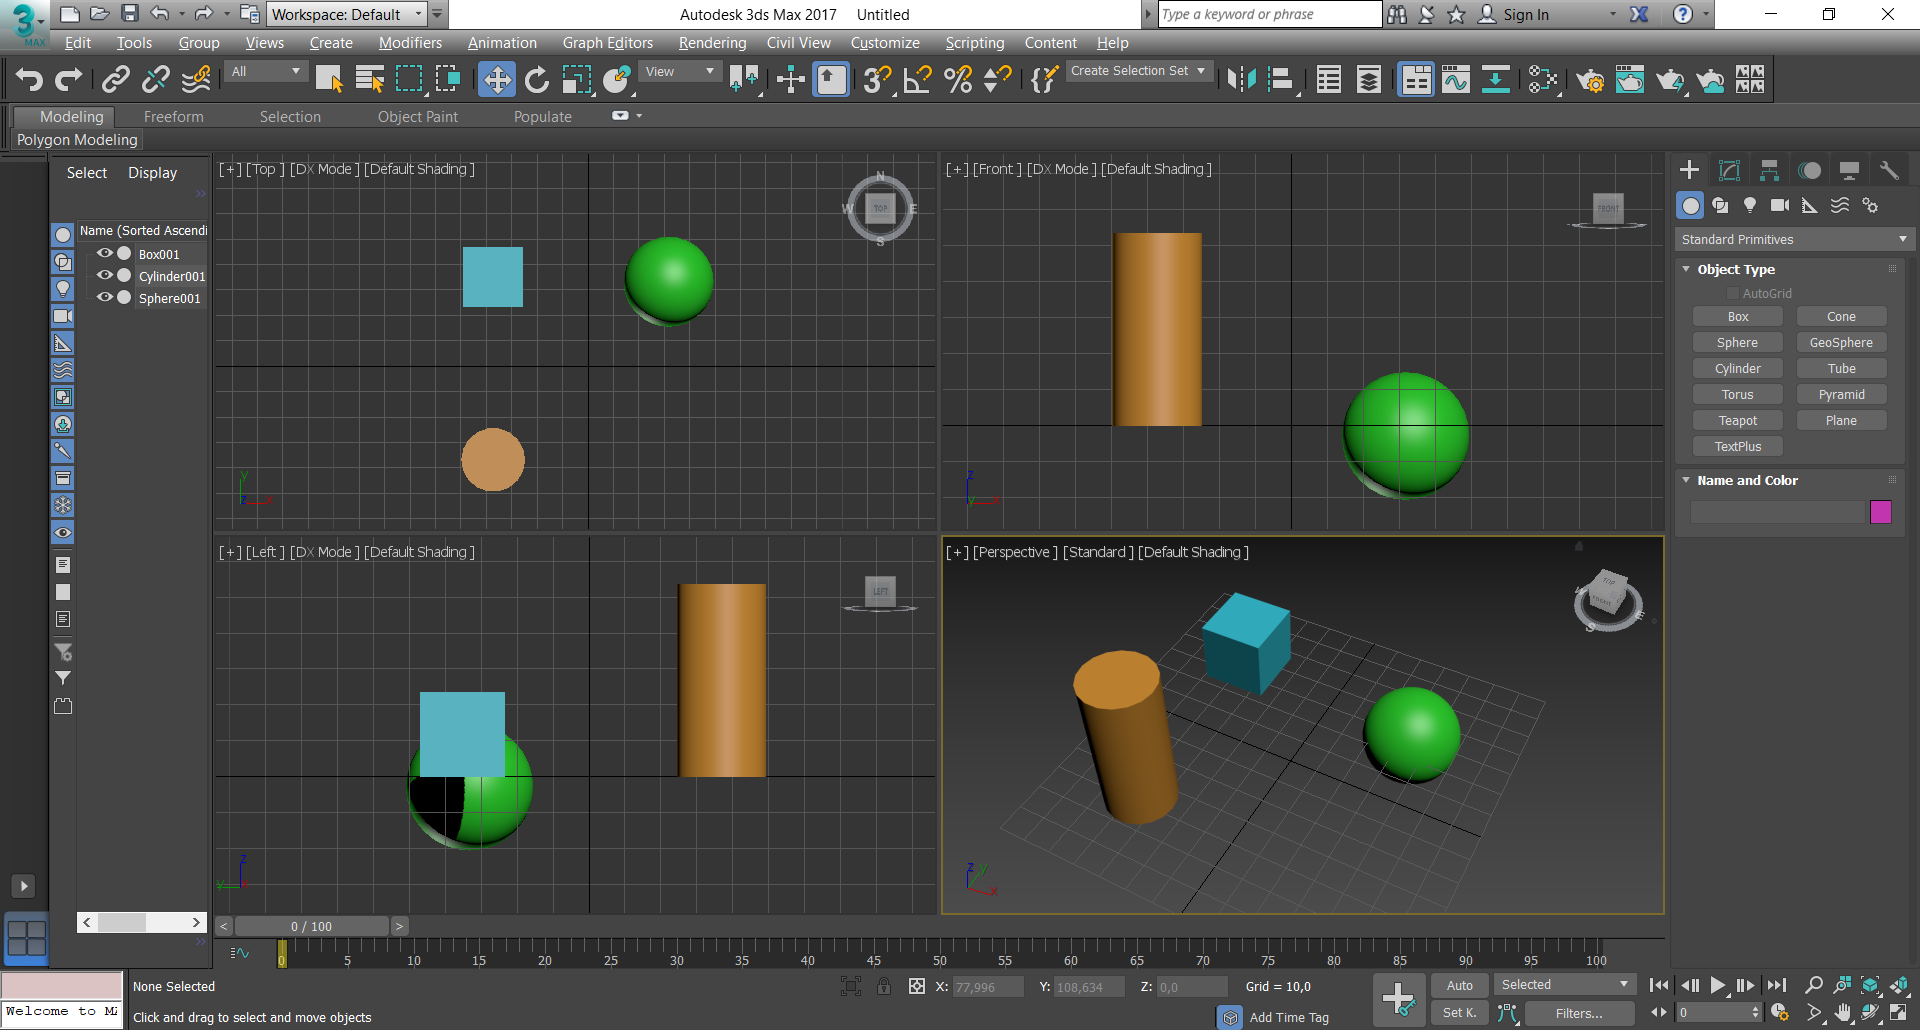 Workspace: Default
Autodesk 3ds Max 2017 Untitled
Type a keyword or phrase
Sign In
MAX
Edit Tools Group Views Create Modifiers Animation Graph Editors Rendering Civil View Customize Scripting Content Help
All
View
Create Selection Set
Modeling Freeform Selection Object Paint Populate
Polygon Modeling
Select Display
Name (Sorted Ascendi
Box001
Cylinder001
Sphere001
[+] [Top ] [DX Mode ] [Default Shading ]
N
W TOP E
S
y
z x
[+] [Front ] [DX Mode ] [Default Shading ]
FRONT
z
y x
[+] [Left ] [DX Mode ] [Default Shading ]
LEFT
z
y x
[+] [Perspective ] [Standard ] [Default Shading ]
TOP
W E
S
z y
x
Standard Primitives
Object Type
AutoGrid
Box Cone
Sphere GeoSphere
Cylinder Tube
Torus Pyramid
Teapot Plane
TextPlus
Name and Color
< 0 / 100 >
0 5 10 15 20 25 30 35 40 45 50 55 60 65 70 75 80 85 90 95 100
None Selected
X: 77,996 Y: 108,634 Z: 0,0 Grid = 10,0
Auto Selected
Welcome to MA
Click and drag to select and move objects
Add Time Tag
Set K. Filters...
0